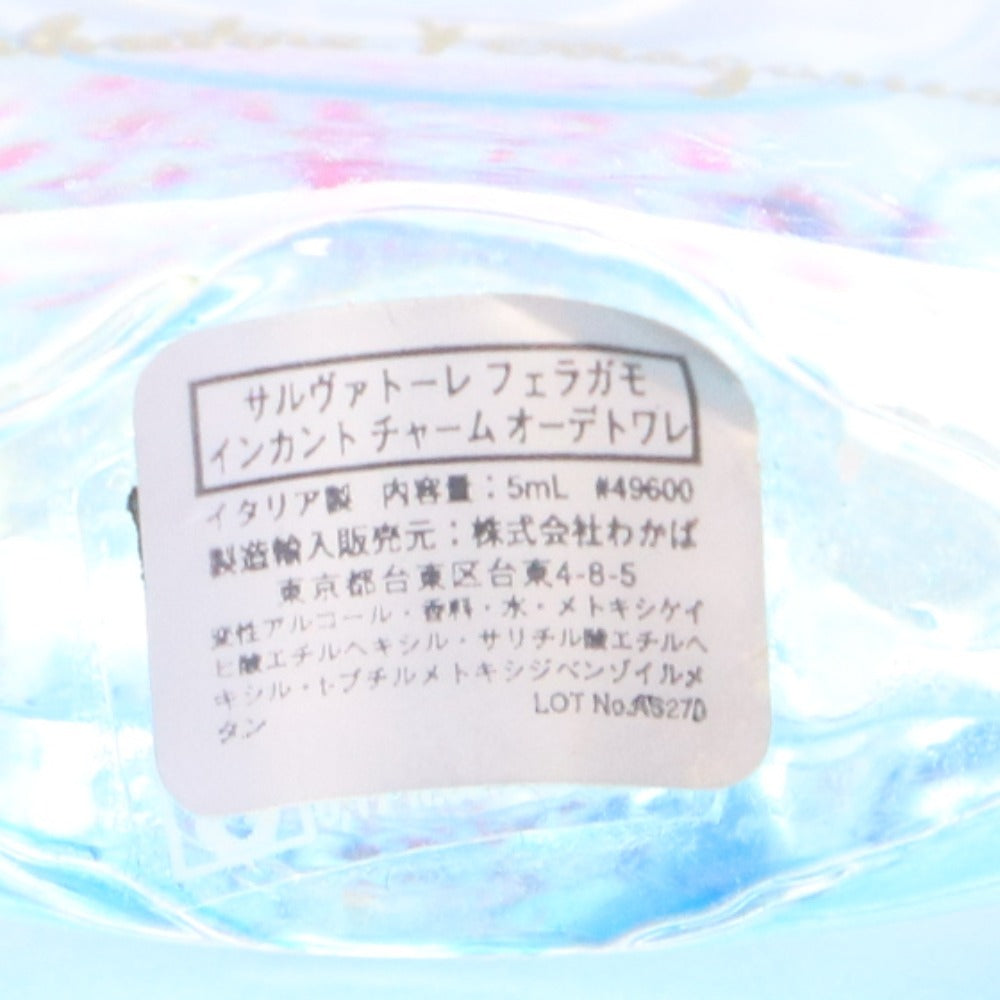 サルヴァトーレ フェラガモ
インカント チャーム オーデトワレ
イタリア製 内容量：5mL #49600
製造輸入販売元：株式会社わかば
東京都台東区台東4-8-5
変性アルコール・香料・水・メトキシケイ
ヒ酸エチルヘキシル・サリチル酸エチルヘ
キシル・t-ブチルメトキシジベンゾイルメ
タン
LOT No.